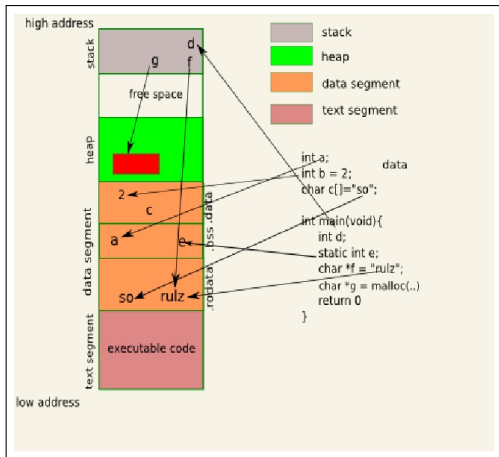 high address
stack
d
g f
free space
heap
2
c
.data
data segment
a e
.bss
so rulz
.rodata
text segment
executable code
low address
stack
heap
data segment
text segment
data
int a;
int b = 2;
char c[]="so";
int main(void){
int d;
static int e;
char *f = "rulz";
char *g = malloc(..)
return 0
}